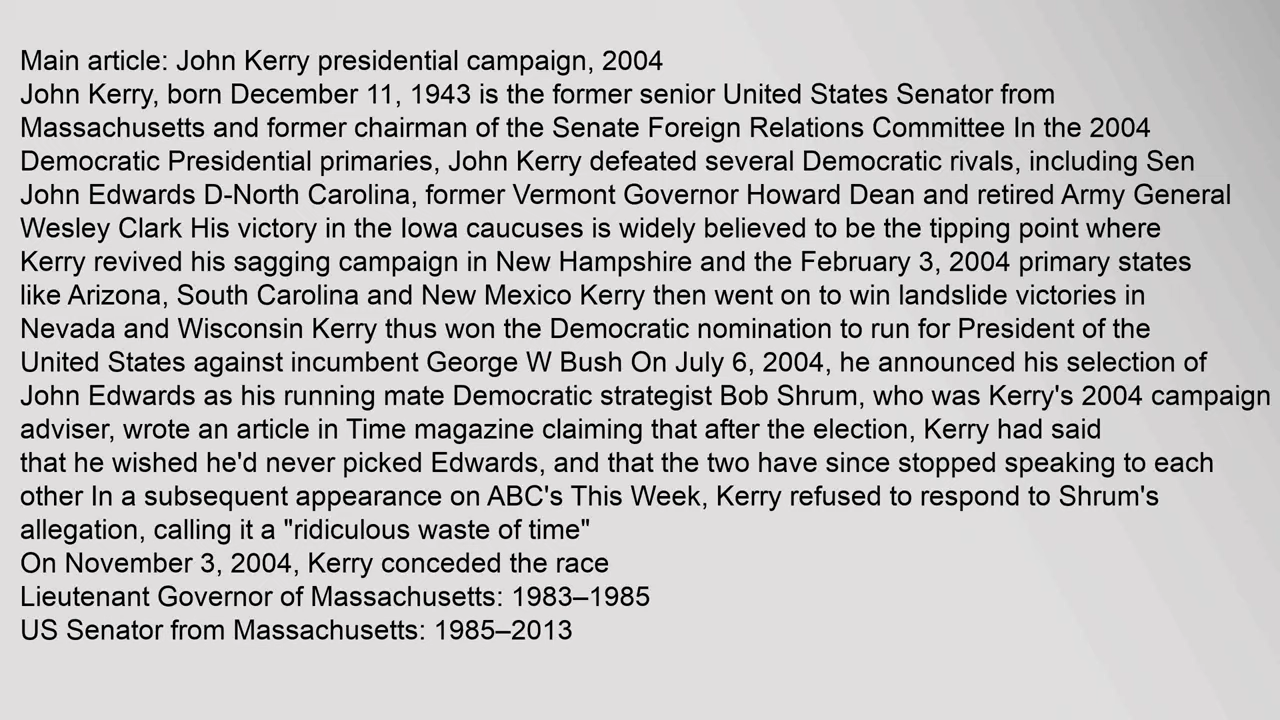 Main article: John Kerry presidential campaign, 2004
John Kerry, born December 11, 1943 is the former senior United States Senator from
Massachusetts and former chairman of the Senate Foreign Relations Committee In the 2004
Democratic Presidential primaries, John Kerry defeated several Democratic rivals, including Sen
John Edwards D-North Carolina, former Vermont Governor Howard Dean and retired Army General
Wesley Clark His victory in the Iowa caucuses is widely believed to be the tipping point where
Kerry revived his sagging campaign in New Hampshire and the February 3, 2004 primary states
like Arizona, South Carolina and New Mexico Kerry then went on to win landslide victories in
Nevada and Wisconsin Kerry thus won the Democratic nomination to run for President of the
United States against incumbent George W Bush On July 6, 2004, he announced his selection of
John Edwards as his running mate Democratic strategist Bob Shrum, who was Kerry's 2004 campaign
adviser, wrote an article in Time magazine claiming that after the election, Kerry had said
that he wished he'd never picked Edwards, and that the two have since stopped speaking to each
other In a subsequent appearance on ABC's This Week, Kerry refused to respond to Shrum's
allegation, calling it a "ridiculous waste of time"
On November 3, 2004, Kerry conceded the race
Lieutenant Governor of Massachusetts: 1983–1985
US Senator from Massachusetts: 1985–2013